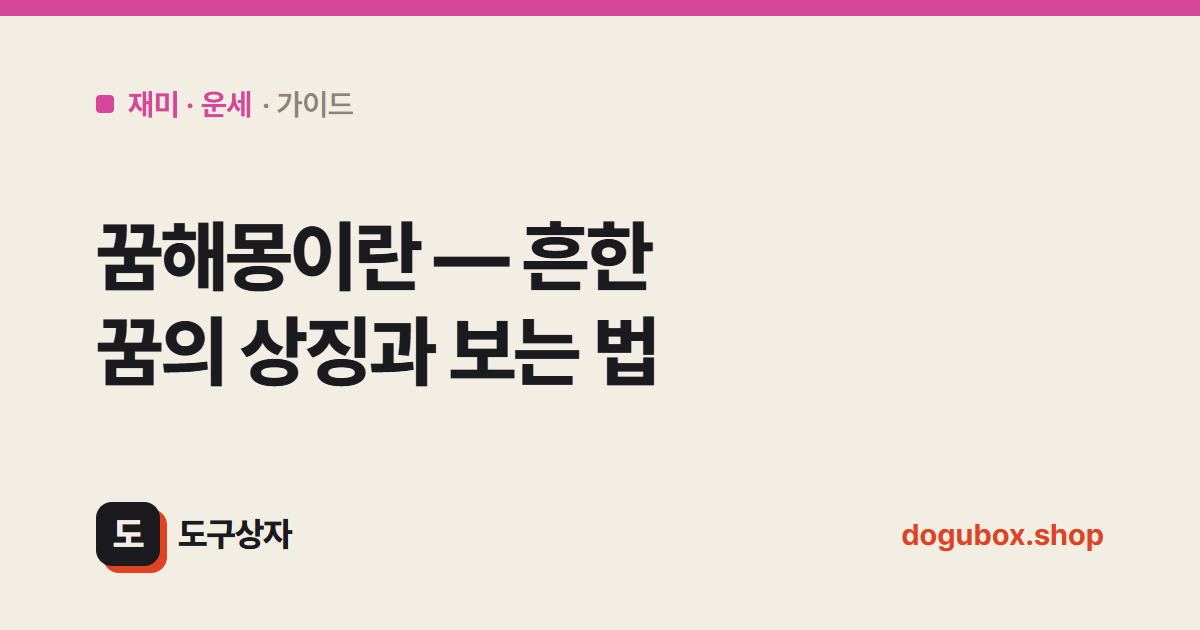 재미 · 운세 · 가이드
꿈해몽이란 — 흔한
꿈의 상징과 보는 법
도 도구상자
dogubox.shop